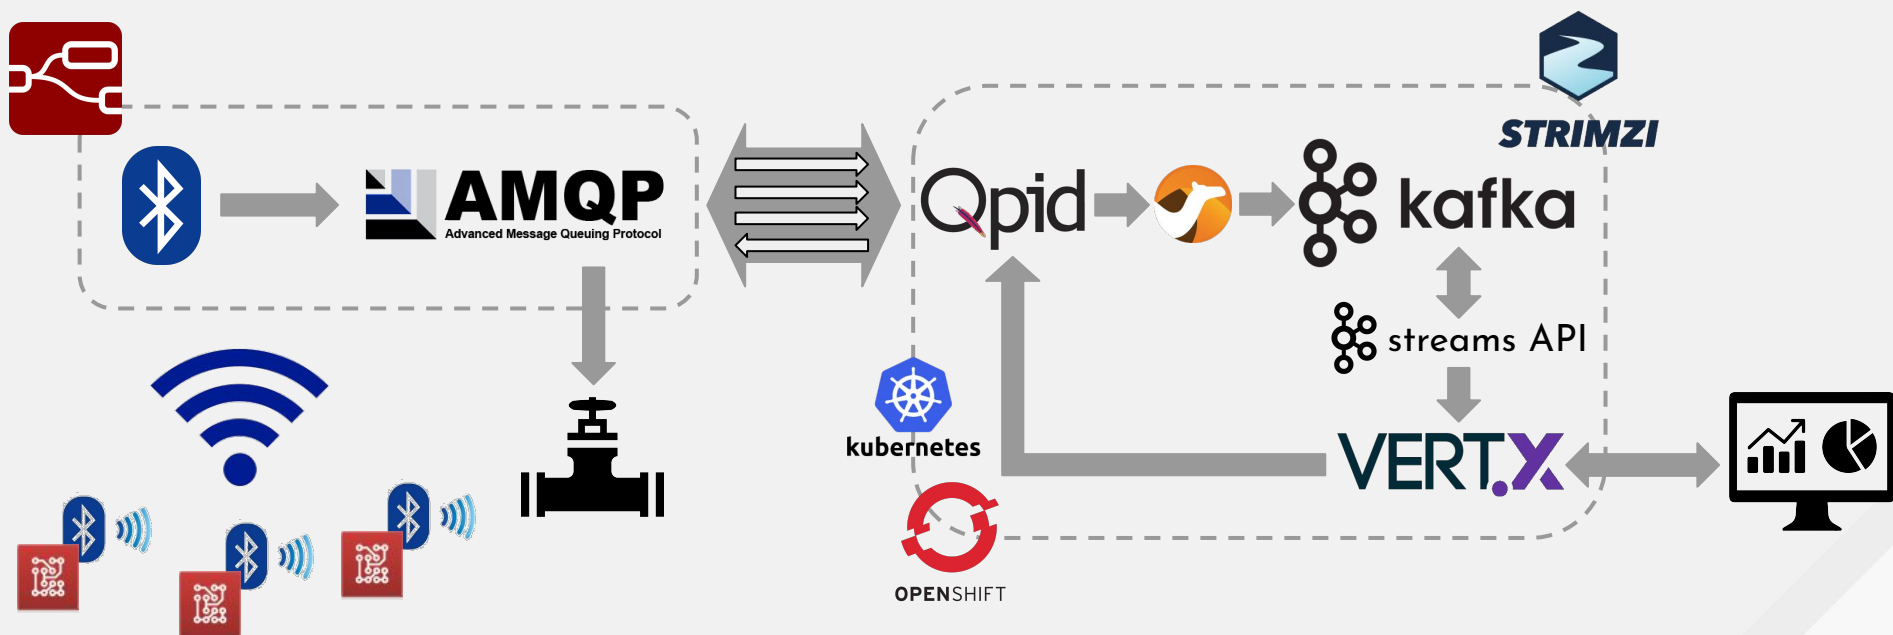 STRIMZI
AMQP
Advanced Message Queuing Protocol
Qpid
kafka
streams API
kubernetes
VERT.X
OPENSHIFT